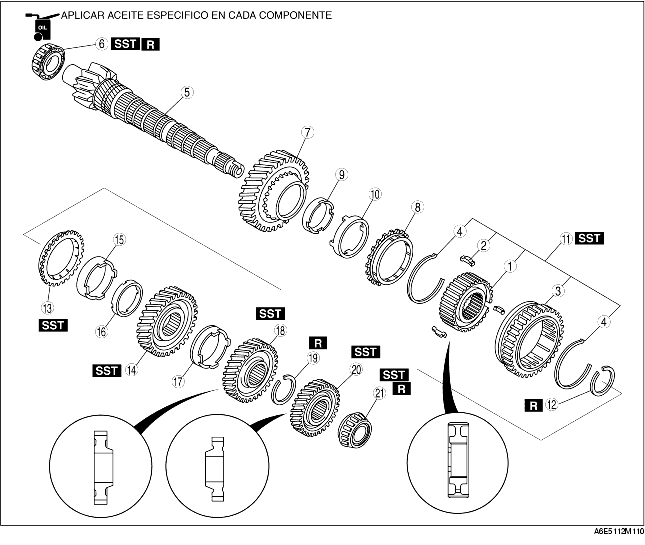 APLICAR ACEITE ESPECIFICO EN CADA COMPONENTE
OIL
6 SST R
5
7
9
10
8
4
2
11 SST
1
3
4
15
13
SST
16
SST 14
17
SST
18
R
19
SST
20
SST
R
21
R 12
A6E5112M110